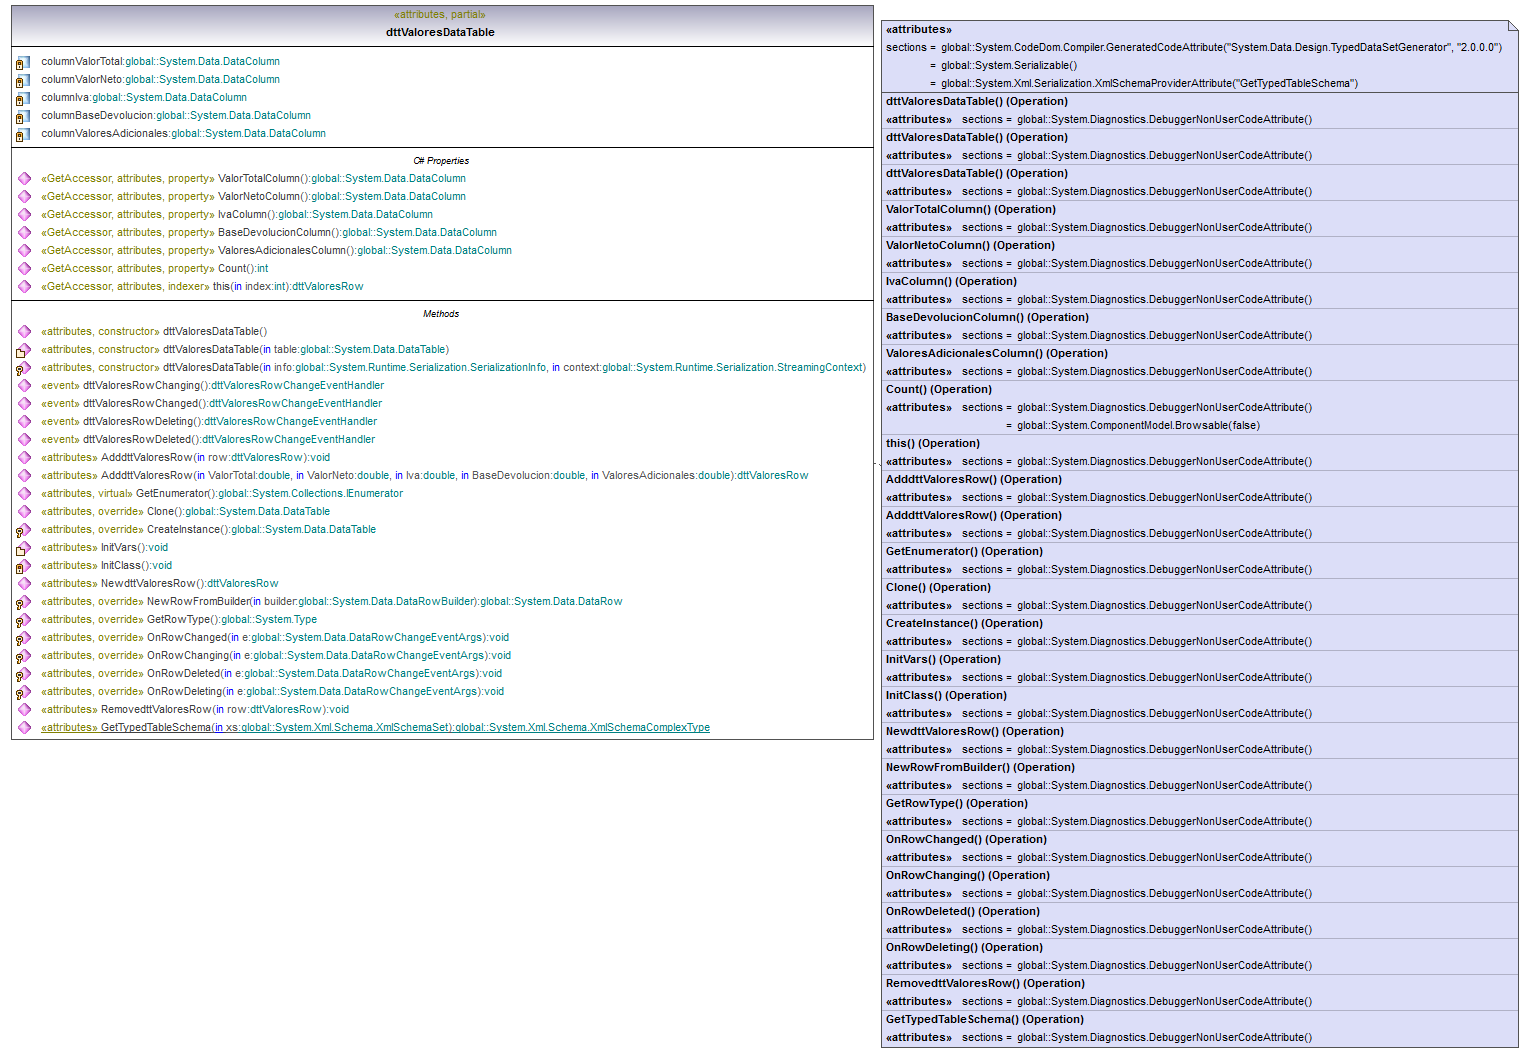 «attributes, partial»
dttValoresDataTable
columnValorTotal:global::System.Data.DataColumn
columnValorNeto:global::System.Data.DataColumn
columnIva:global::System.Data.DataColumn
columnBaseDevolucion:global::System.Data.DataColumn
columnValoresAdicionales:global::System.Data.DataColumn
C# Properties
«GetAccessor, attributes, property» ValorTotalColumn():global::System.Data.DataColumn
«GetAccessor, attributes, property» ValorNetoColumn():global::System.Data.DataColumn
«GetAccessor, attributes, property» IvaColumn():global::System.Data.DataColumn
«GetAccessor, attributes, property» BaseDevolucionColumn():global::System.Data.DataColumn
«GetAccessor, attributes, property» ValoresAdicionalesColumn():global::System.Data.DataColumn
«GetAccessor, attributes, property» Count():int
«GetAccessor, attributes, indexer» this(in index:int):dttValoresRow
Methods
«attributes, constructor» dttValoresDataTable()
«attributes, constructor» dttValoresDataTable(in table:global::System.Data.DataTable)
«attributes, constructor» dttValoresDataTable(in info:global::System.Runtime.Serialization.SerializationInfo, in context:global::System.Runtime.Serialization.StreamingContext)
«event» dttValoresRowChanging():dttValoresRowChangeEventHandler
«event» dttValoresRowChanged():dttValoresRowChangeEventHandler
«event» dttValoresRowDeleting():dttValoresRowChangeEventHandler
«event» dttValoresRowDeleted():dttValoresRowChangeEventHandler
«attributes» AdddttValoresRow(in row:dttValoresRow):void
«attributes» AdddttValoresRow(in ValorTotal:double, in ValorNeto:double, in Iva:double, in BaseDevolucion:double, in ValoresAdicionales:double):dttValoresRow
«attributes, virtual» GetEnumerator():global::System.Collections.IEnumerator
«attributes, override» Clone():global::System.Data.DataTable
«attributes, override» CreateInstance():global::System.Data.DataTable
«attributes» InitVars():void
«attributes» InitClass():void
«attributes» NewdttValoresRow():dttValoresRow
«attributes, override» NewRowFromBuilder(in builder:global::System.Data.DataRowBuilder):global::System.Data.DataRow
«attributes, override» GetRowType():global::System.Type
«attributes, override» OnRowChanged(in e:global::System.Data.DataRowChangeEventArgs):void
«attributes, override» OnRowChanging(in e:global::System.Data.DataRowChangeEventArgs):void
«attributes, override» OnRowDeleted(in e:global::System.Data.DataRowChangeEventArgs):void
«attributes, override» OnRowDeleting(in e:global::System.Data.DataRowChangeEventArgs):void
«attributes» RemovedttValoresRow(in row:dttValoresRow):void
«attributes» GetTypedTableSchema(in xs:global::System.Xml.Schema.XmlSchemaSet):global::System.Xml.Schema.XmlSchemaComplexType
«attributes»
sections = global::System.CodeDom.Compiler.GeneratedCodeAttribute("System.Data.Design.TypedDataSetGenerator", "2.0.0.0")
= global::System.Serializable()
= global::System.Xml.Serialization.XmlSchemaProviderAttribute("GetTypedTableSchema")
dttValoresDataTable() (Operation)
«attributes» sections = global::System.Diagnostics.DebuggerNonUserCodeAttribute()
dttValoresDataTable() (Operation)
«attributes» sections = global::System.Diagnostics.DebuggerNonUserCodeAttribute()
dttValoresDataTable() (Operation)
«attributes» sections = global::System.Diagnostics.DebuggerNonUserCodeAttribute()
ValorTotalColumn() (Operation)
«attributes» sections = global::System.Diagnostics.DebuggerNonUserCodeAttribute()
ValorNetoColumn() (Operation)
«attributes» sections = global::System.Diagnostics.DebuggerNonUserCodeAttribute()
IvaColumn() (Operation)
«attributes» sections = global::System.Diagnostics.DebuggerNonUserCodeAttribute()
BaseDevolucionColumn() (Operation)
«attributes» sections = global::System.Diagnostics.DebuggerNonUserCodeAttribute()
ValoresAdicionalesColumn() (Operation)
«attributes» sections = global::System.Diagnostics.DebuggerNonUserCodeAttribute()
Count() (Operation)
«attributes» sections = global::System.Diagnostics.DebuggerNonUserCodeAttribute()
= global::System.ComponentModel.Browsable(false)
this() (Operation)
«attributes» sections = global::System.Diagnostics.DebuggerNonUserCodeAttribute()
AdddttValoresRow() (Operation)
«attributes» sections = global::System.Diagnostics.DebuggerNonUserCodeAttribute()
AdddttValoresRow() (Operation)
«attributes» sections = global::System.Diagnostics.DebuggerNonUserCodeAttribute()
GetEnumerator() (Operation)
«attributes» sections = global::System.Diagnostics.DebuggerNonUserCodeAttribute()
Clone() (Operation)
«attributes» sections = global::System.Diagnostics.DebuggerNonUserCodeAttribute()
CreateInstance() (Operation)
«attributes» sections = global::System.Diagnostics.DebuggerNonUserCodeAttribute()
InitVars() (Operation)
«attributes» sections = global::System.Diagnostics.DebuggerNonUserCodeAttribute()
InitClass() (Operation)
«attributes» sections = global::System.Diagnostics.DebuggerNonUserCodeAttribute()
NewdttValoresRow() (Operation)
«attributes» sections = global::System.Diagnostics.DebuggerNonUserCodeAttribute()
NewRowFromBuilder() (Operation)
«attributes» sections = global::System.Diagnostics.DebuggerNonUserCodeAttribute()
GetRowType() (Operation)
«attributes» sections = global::System.Diagnostics.DebuggerNonUserCodeAttribute()
OnRowChanged() (Operation)
«attributes» sections = global::System.Diagnostics.DebuggerNonUserCodeAttribute()
OnRowChanging() (Operation)
«attributes» sections = global::System.Diagnostics.DebuggerNonUserCodeAttribute()
OnRowDeleted() (Operation)
«attributes» sections = global::System.Diagnostics.DebuggerNonUserCodeAttribute()
OnRowDeleting() (Operation)
«attributes» sections = global::System.Diagnostics.DebuggerNonUserCodeAttribute()
RemovedttValoresRow() (Operation)
«attributes» sections = global::System.Diagnostics.DebuggerNonUserCodeAttribute()
GetTypedTableSchema() (Operation)
«attributes» sections = global::System.Diagnostics.DebuggerNonUserCodeAttribute()